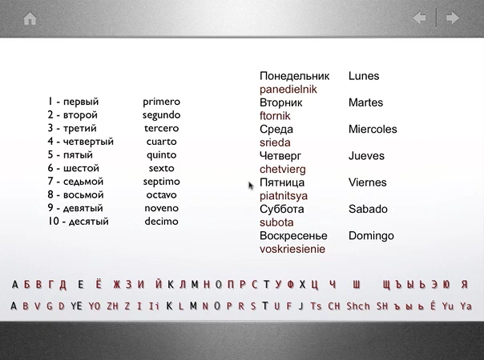 1 - первый primero
2 - второй segundo
3 - третий tercero
4 - четвертый cuarto
5 - пятый quinto
6 - шестой sexto
7 - седьмой septimo
8 - восьмой octavo
9 - девятый noveno
10 - десятый decimo
Понедельник Lunes
panedielnik
Вторник Martes
ftornik
Среда Miercoles
srieda
Четверг Jueves
chetvierg
Пятница Viernes
piatnitsya
Суббота Sabado
subota
Воскресенье Domingo
voskriesienie
А Б В Г Д Е Ё Ж З И Й К Л М Н О П Р С Т У Ф Х Ц Ч Ш Щ Ъ Ы Ь Э Ю Я
A B V G D YE YO ZH Z I Ii K L M N O P R S T U F J Ts CH Shch SH ъ ы ь Ë Yu Ya